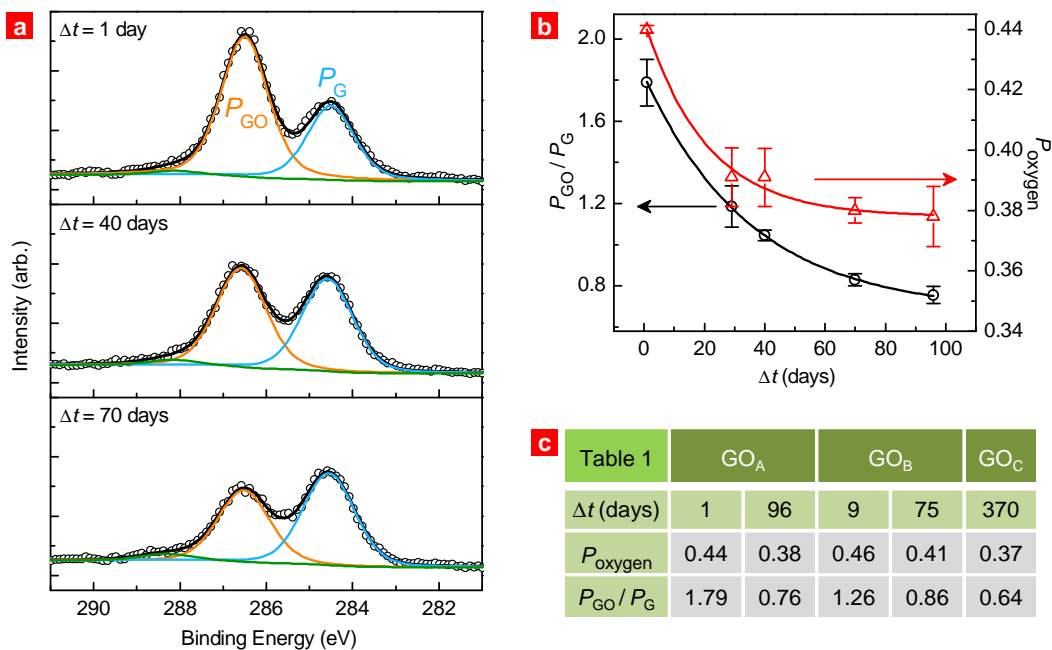 a
Δt = 1 day
P_GO
P_G
Δt = 40 days
Δt = 70 days
Intensity (arb.)
290 288 286 284 282
Binding Energy (eV)
b
2.0
1.6
1.2
0.8
P_GO / P_G
0.44
0.42
0.40
0.38
0.36
0.34
P_oxygen
0 20 40 60 80 100
Δt (days)
c
Table 1 GO_A GO_B GO_C
Δt (days) 1 96 9 75 370
P_oxygen 0.44 0.38 0.46 0.41 0.37
P_GO / P_G 1.79 0.76 1.26 0.86 0.64